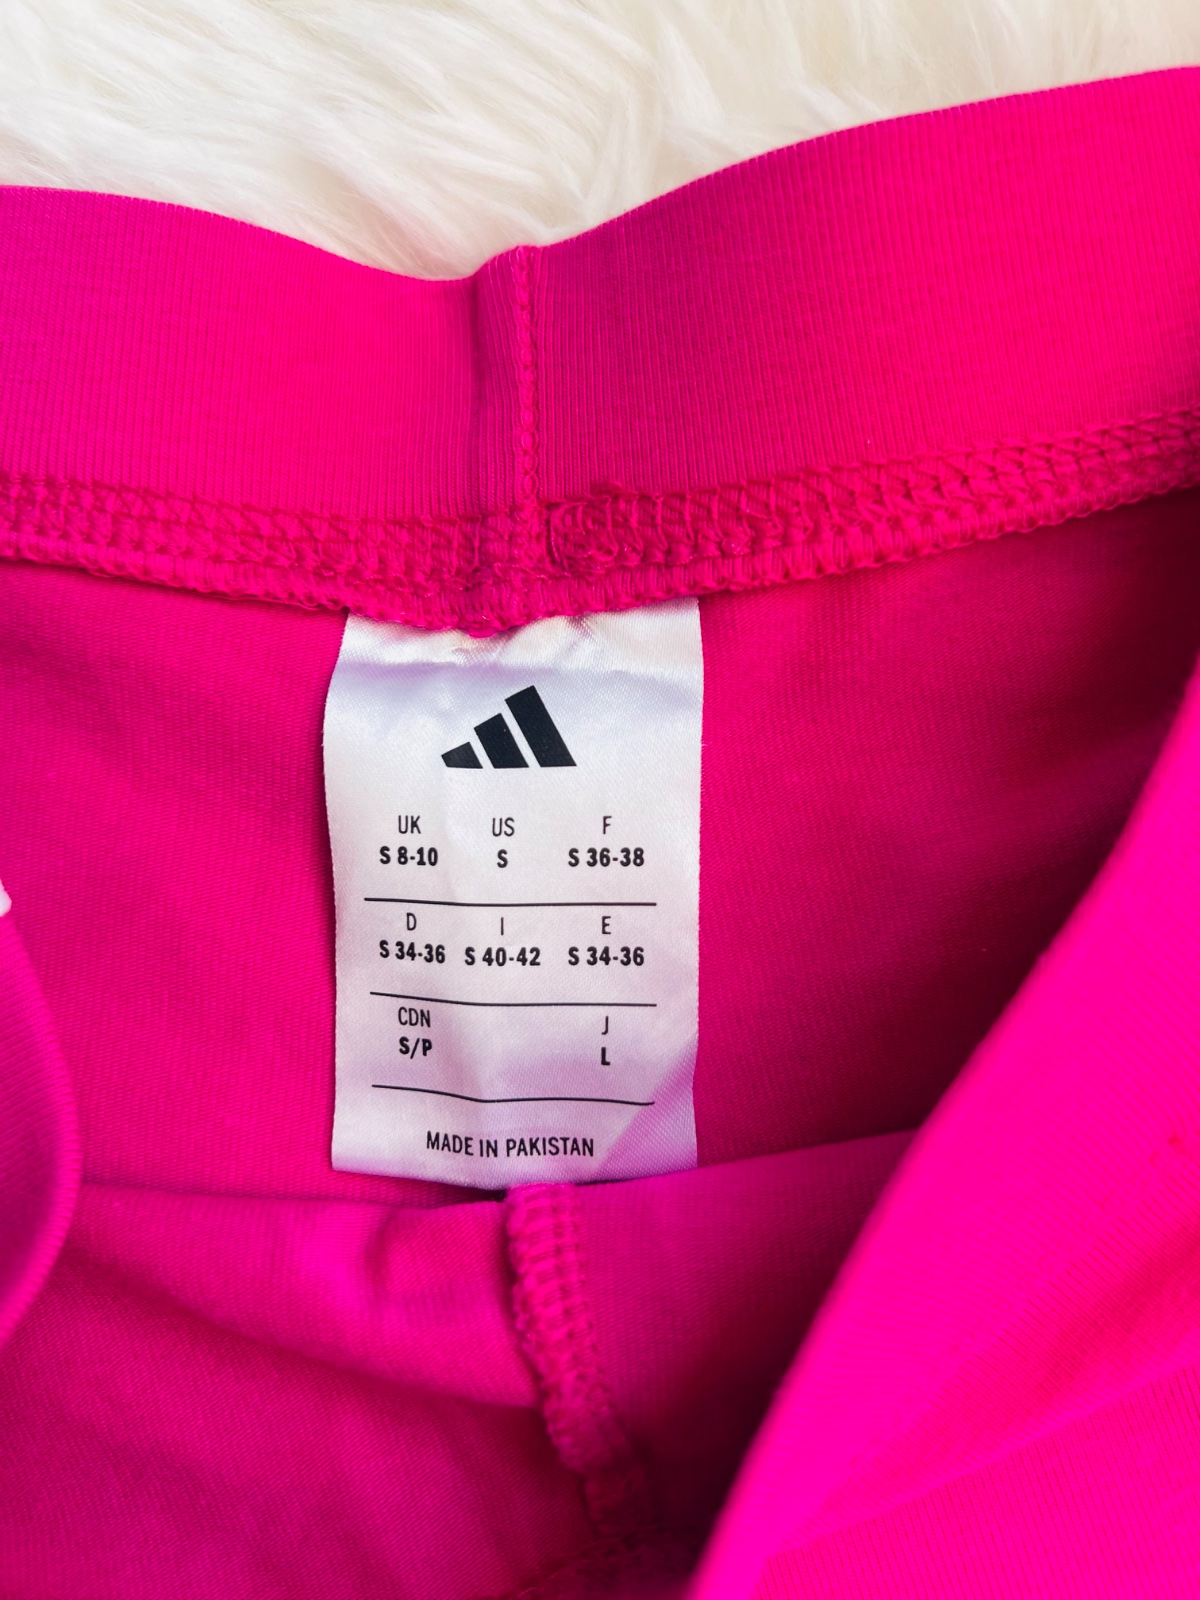 UK US F
S 8-10 S S 36-38
D I E
S 34-36 S 40-42 S 34-36
CDN J
S/P L
MADE IN PAKISTAN